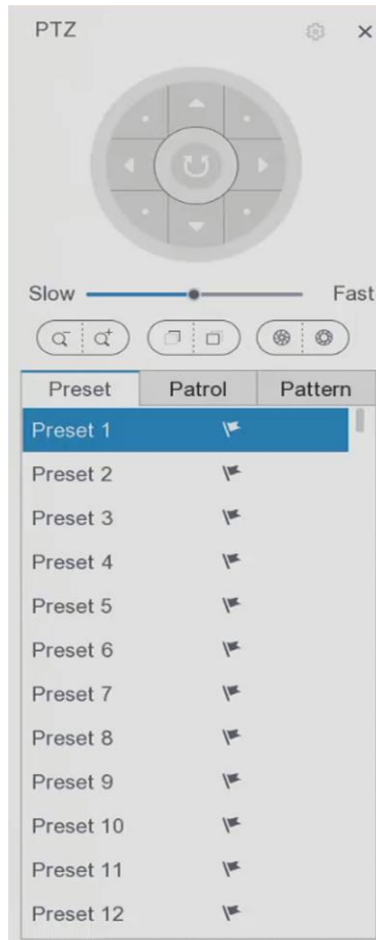 PTZ
Slow Fast
Preset Patrol Pattern
Preset 1
Preset 2
Preset 3
Preset 4
Preset 5
Preset 6
Preset 7
Preset 8
Preset 9
Preset 10
Preset 11
Preset 12